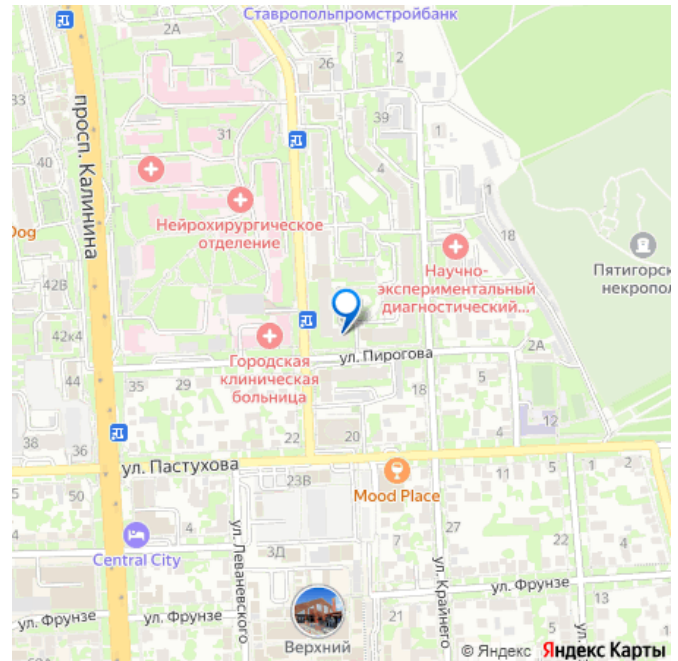 Ставропольпромстройбанк
2А
26
2
33
39
1
31
4
просп. Калинина
40
1
18
Dog
Нейрохирургическое
отделение
Научно-
экспериментальный
диагностический...
Пятигорск
некропол
42В
42к4
ул. Пирогова
2А
Городская
клиническая
больница
44
35
29
18
5
38
36
22
20
4
12
ул. Пастухова
50
23В
Mood Place
11
5
1
2
4
ул. Леваневского
27
22
Central City
3Д
7
ул. Крайнего
ул. Фрунзе
13
ул. Фрунзе
ул. Фрунзе
21
5
Верхний
© Яндекс Яндекс Карты